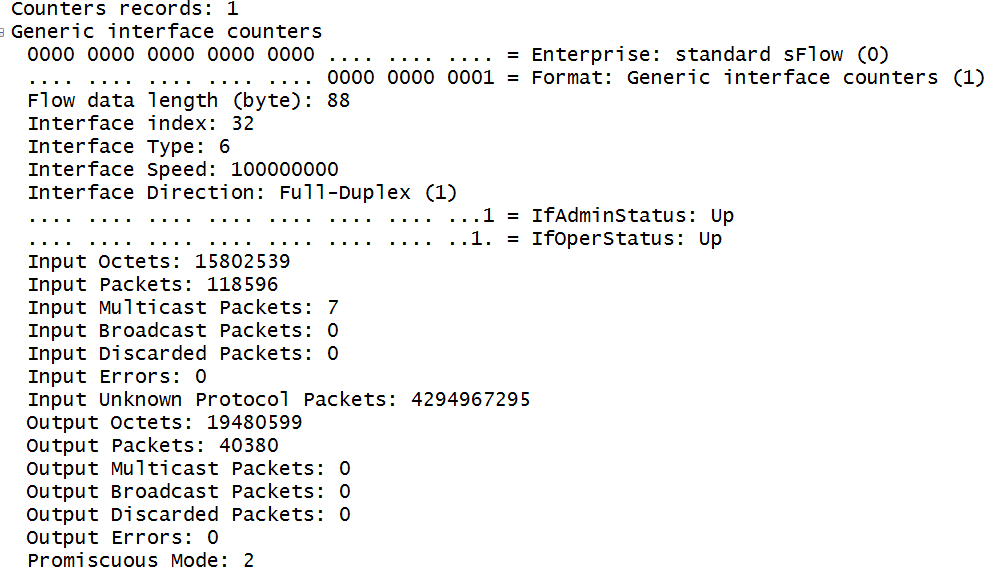 Counters records: 1
Generic interface counters
0000 0000 0000 0000 0000 .... .... .... = Enterprise: standard sFlow (0)
.... .... .... .... .... 0000 0000 0001 = Format: Generic interface counters (1)
Flow data length (byte): 88
Interface index: 32
Interface Type: 6
Interface Speed: 100000000
Interface Direction: Full-Duplex (1)
.... .... .... .... .... .... .... ...1 = IfAdminStatus: Up
.... .... .... .... .... .... .... ..1. = IfOperStatus: Up
Input Octets: 15802539
Input Packets: 118596
Input Multicast Packets: 7
Input Broadcast Packets: 0
Input Discarded Packets: 0
Input Errors: 0
Input Unknown Protocol Packets: 4294967295
Output Octets: 19480599
Output Packets: 40380
Output Multicast Packets: 0
Output Broadcast Packets: 0
Output Discarded Packets: 0
Output Errors: 0
Promiscuous Mode: 2